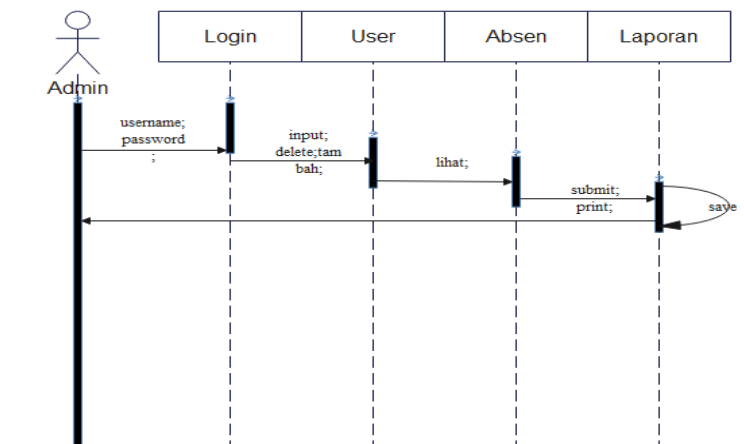 Login
User
Absen
Laporan
Admin
username;
password
;
input;
delete;tam
bah;
lihat;
submit;
print;
save